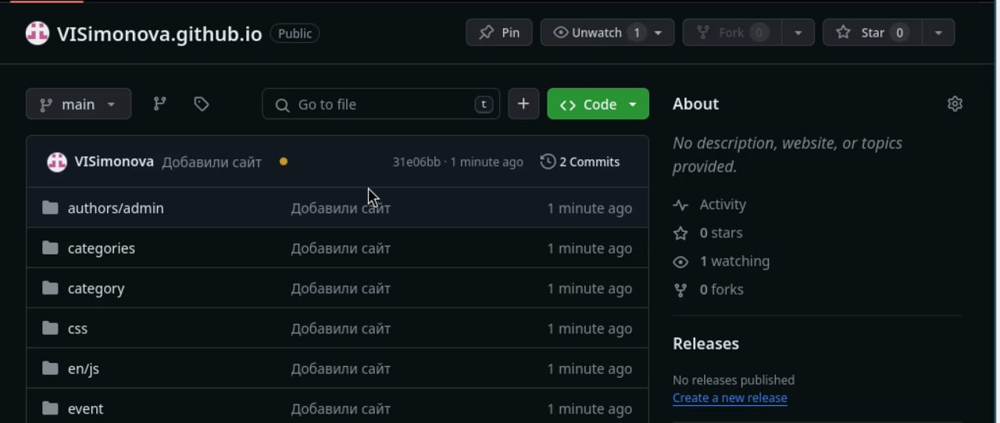 VISimonova.github.io Public Pin Unwatch 1 Fork 0 Star 0
main Go to file t + Code
VISimonova Добавили сайт 31e06bb · 1 minute ago 2 Commits
authors/admin Добавили сайт 1 minute ago
categories Добавили сайт 1 minute ago
category Добавили сайт 1 minute ago
css Добавили сайт 1 minute ago
en/js Добавили сайт 1 minute ago
event Добавили сайт 1 minute ago
About
No description, website, or topics
provided.
Activity
0 stars
1 watching
0 forks
Releases
No releases published
Create a new release